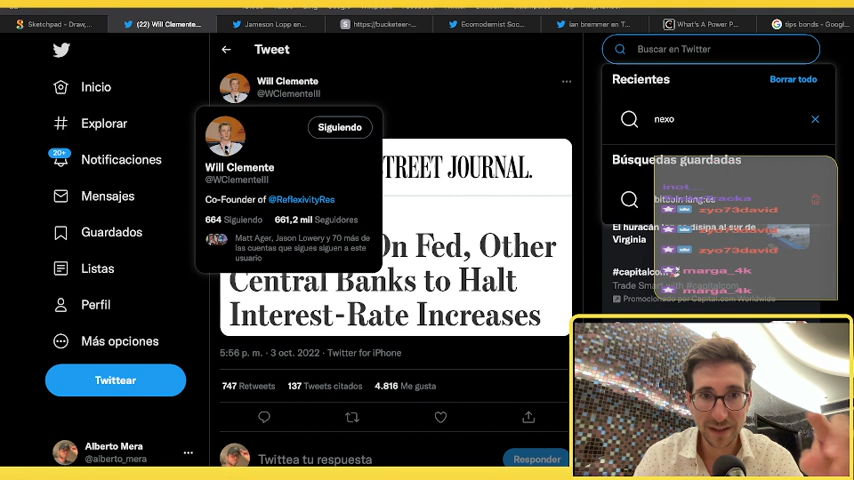 Sketchpad - Draw,...
(22) Will Clemente...
Jameson Lopp en...
https://bucketeer-...
Ecomodernist Soc...
ian bremmer en T...
What's A Power P...
tips bonds - Googl...
Tweet
Buscar en Twitter
Inicio
Explorar
20+
Notificaciones
Mensajes
Guardados
Listas
Perfil
Más opciones
Twittear
Alberto Mera
@alberto_mera
Will Clemente
@WClementeIII
Siguiendo
Will Clemente
@WClementeIII
Co-Founder of @ReflexivityRes
664 Siguiendo 661,2 mil Seguidores
Matt Ager, Jason Lowery y 70 más de
las cuentas que sigues siguen a este
usuario
TREET JOURNAL.
On Fed, Other
Central Banks to Halt
Interest-Rate Increases
5:56 p. m. · 3 oct. 2022 · Twitter for iPhone
747 Retweets 137 Tweets citados 4.816 Me gusta
Twittea tu respuesta
Responder
Recientes
Borrar todo
nexo
Búsquedas guardadas
zyo73david
zyo73david
zyo73david
marga_4k
marga_4k
El huracán
Virginia
#capitalcom
Trade Smart with #capitalcom
Promocionado por Capital.com Worldwide